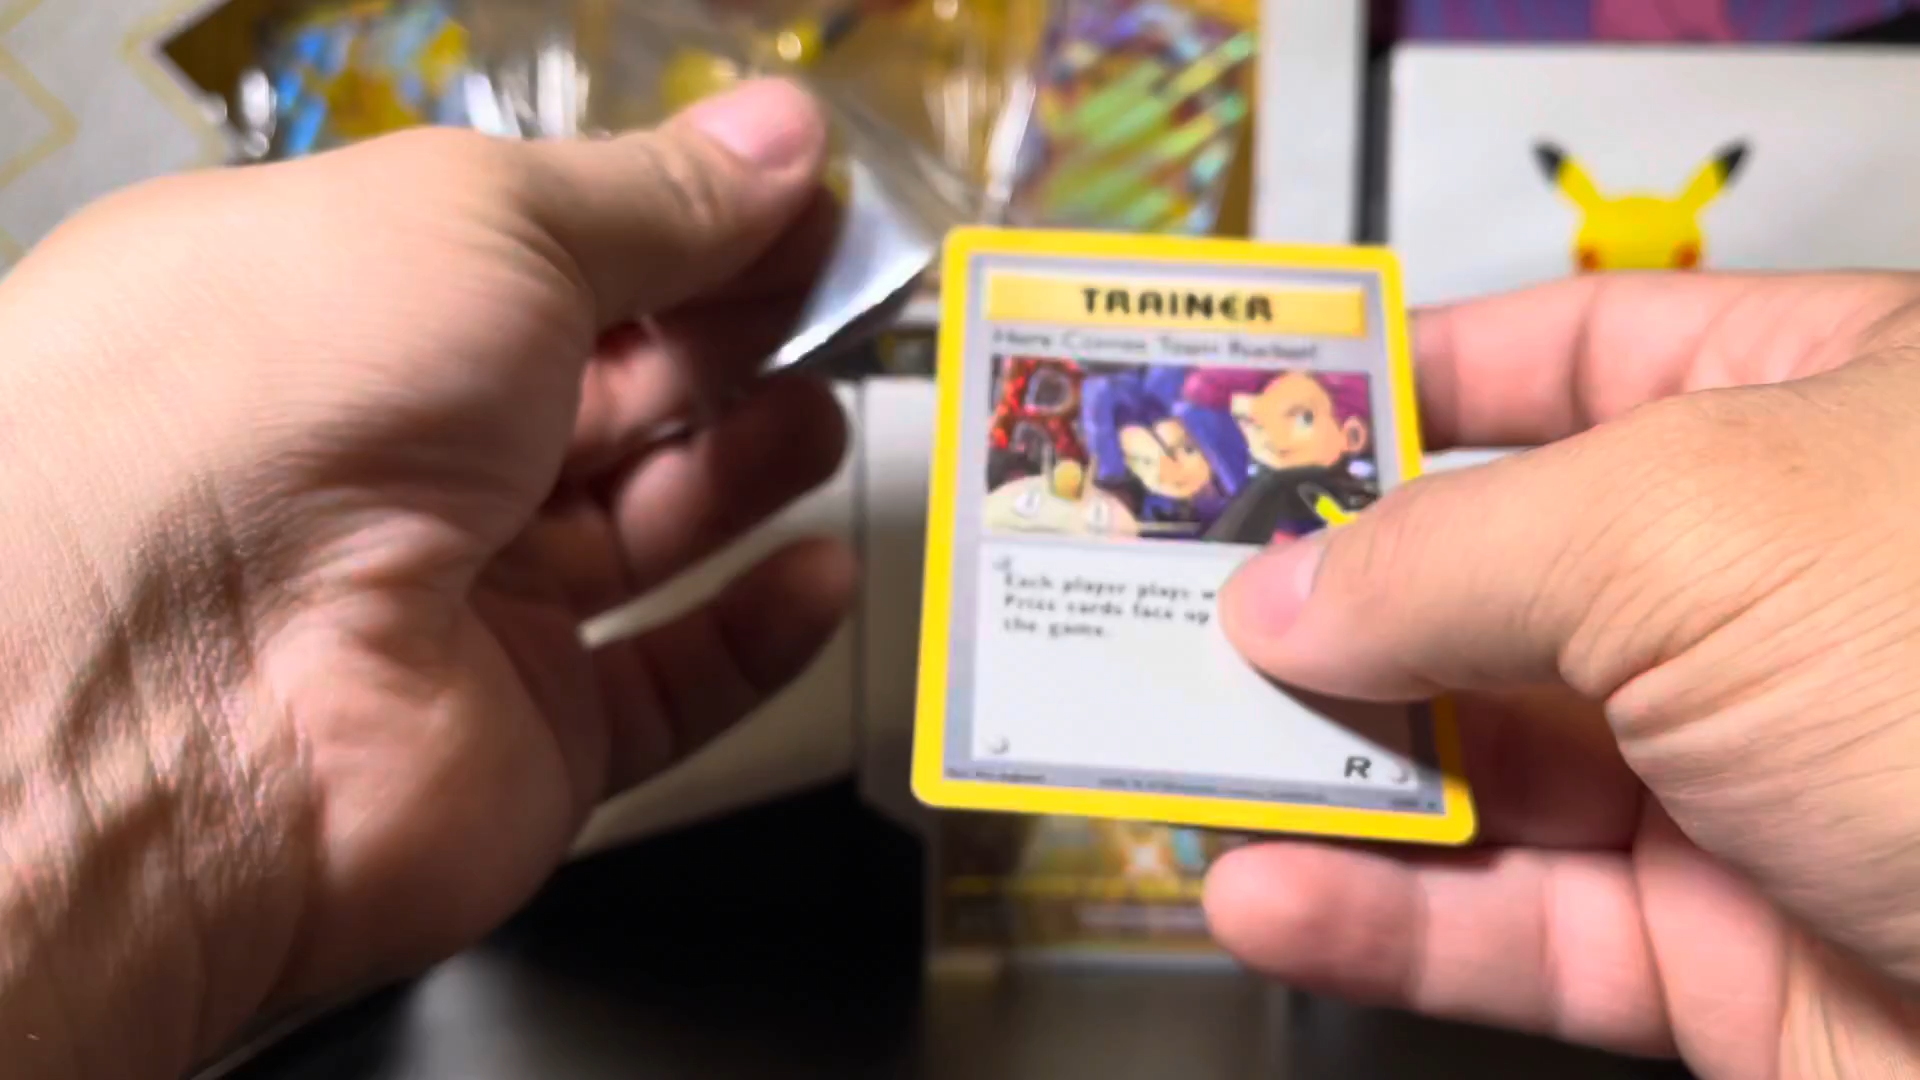 TRAINER
Here Comes Team Rocket!
Each player plays w
Prize cards face up
the game.
R